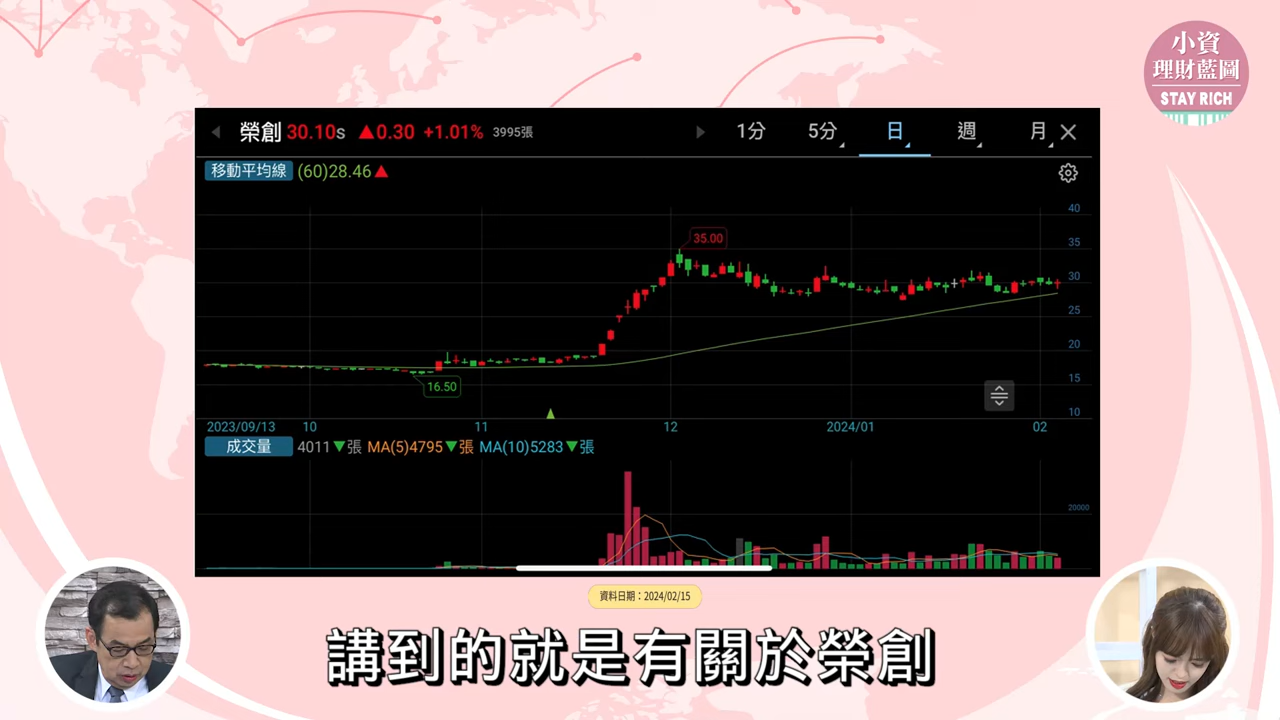 小資
理財藍圖
STAY RICH
榮創 30.10s ▲0.30 +1.01% 3995張 1分 5分 日 週 月
移動平均線 (60)28.46▲
40
35.00
35
30
25
20
15
16.50
10
2023/09/13 10 11 12 2024/01 02
成交量 4011▼張 MA(5)4795▼張 MA(10)5283▼張
20000
資料日期：2024/02/15
講到的就是有關於榮創